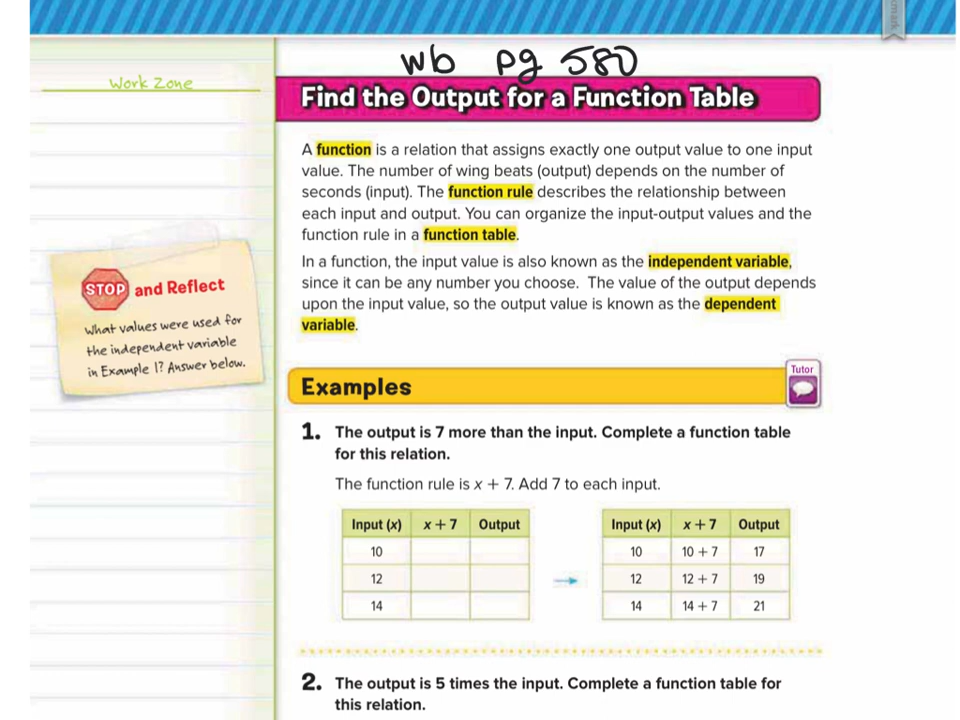 wb pg 580
Work Zone
Find the Output for a Function Table
A function is a relation that assigns exactly one output value to one input
value. The number of wing beats (output) depends on the number of
seconds (input). The function rule describes the relationship between
each input and output. You can organize the input-output values and the
function rule in a function table.
In a function, the input value is also known as the independent variable,
since it can be any number you choose. The value of the output depends
upon the input value, so the output value is known as the dependent
variable.
STOP and Reflect
What values were used for
the independent variable
in Example 1? Answer below.
Examples
Tutor
1. The output is 7 more than the input. Complete a function table
for this relation.
The function rule is x + 7. Add 7 to each input.
Input (x) x + 7 Output
10
12
14
Input (x) x + 7 Output
10 10 + 7 17
12 12 + 7 19
14 14 + 7 21
2. The output is 5 times the input. Complete a function table for
this relation.